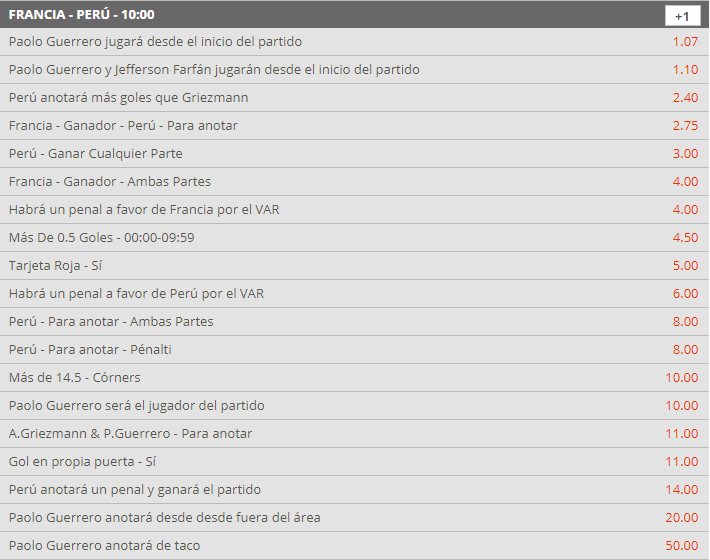 FRANCIA - PERÚ - 10:00 +1
Paolo Guerrero jugará desde el inicio del partido 1.07
Paolo Guerrero y Jefferson Farfán jugarán desde el inicio del partido 1.10
Perú anotará más goles que Griezmann 2.40
Francia - Ganador - Perú - Para anotar 2.75
Perú - Ganar Cualquier Parte 3.00
Francia - Ganador - Ambas Partes 4.00
Habrá un penal a favor de Francia por el VAR 4.00
Más De 0.5 Goles - 00:00-09:59 4.50
Tarjeta Roja - Sí 5.00
Habrá un penal a favor de Perú por el VAR 6.00
Perú - Para anotar - Ambas Partes 8.00
Perú - Para anotar - Pénalti 8.00
Más de 14.5 - Córners 10.00
Paolo Guerrero será el jugador del partido 10.00
A.Griezmann & P.Guerrero - Para anotar 11.00
Gol en propia puerta - Sí 11.00
Perú anotará un penal y ganará el partido 14.00
Paolo Guerrero anotará desde desde fuera del área 20.00
Paolo Guerrero anotará de taco 50.00